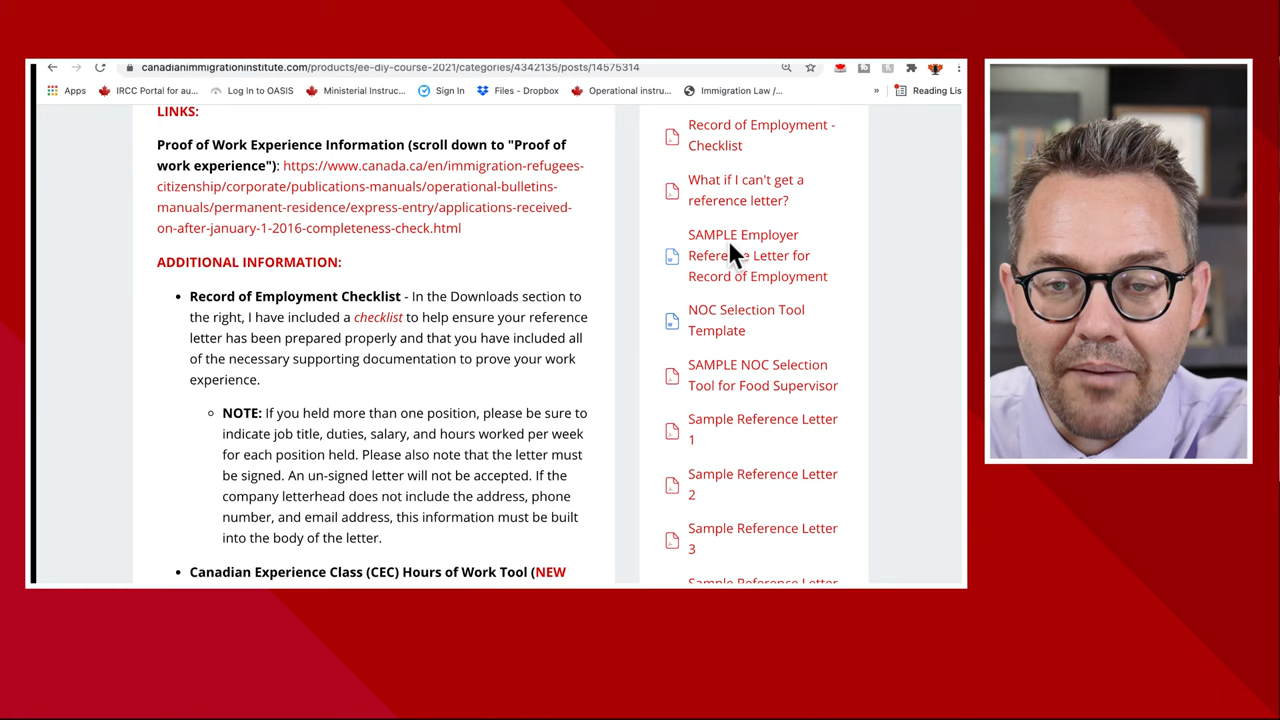 canadianimmigrationinstitute.com/products/ee-diy-course-2021/categories/4342135/posts/14575314
Apps
IRCC Portal for au...
Log In to OASIS
Ministerial Instruc...
Sign In
Files - Dropbox
Operational instru...
Immigration Law /...
»
Reading Lis
LINKS:
Proof of Work Experience Information (scroll down to "Proof of
work experience"): https://www.canada.ca/en/immigration-refugees-
citizenship/corporate/publications-manuals/operational-bulletins-
manuals/permanent-residence/express-entry/applications-received-
on-after-january-1-2016-completeness-check.html
ADDITIONAL INFORMATION:
• Record of Employment Checklist - In the Downloads section to
the right, I have included a checklist to help ensure your reference
letter has been prepared properly and that you have included all
of the necessary supporting documentation to prove your work
experience.
NOTE: If you held more than one position, please be sure to
indicate job title, duties, salary, and hours worked per week
for each position held. Please also note that the letter must
be signed. An un-signed letter will not be accepted. If the
company letterhead does not include the address, phone
number, and email address, this information must be built
into the body of the letter.
• Canadian Experience Class (CEC) Hours of Work Tool (NEW
Record of Employment -
Checklist
What if I can't get a
reference letter?
SAMPLE Employer
Reference Letter for
Record of Employment
NOC Selection Tool
Template
SAMPLE NOC Selection
Tool for Food Supervisor
Sample Reference Letter
1
Sample Reference Letter
2
Sample Reference Letter
3
Sample Reference Letter